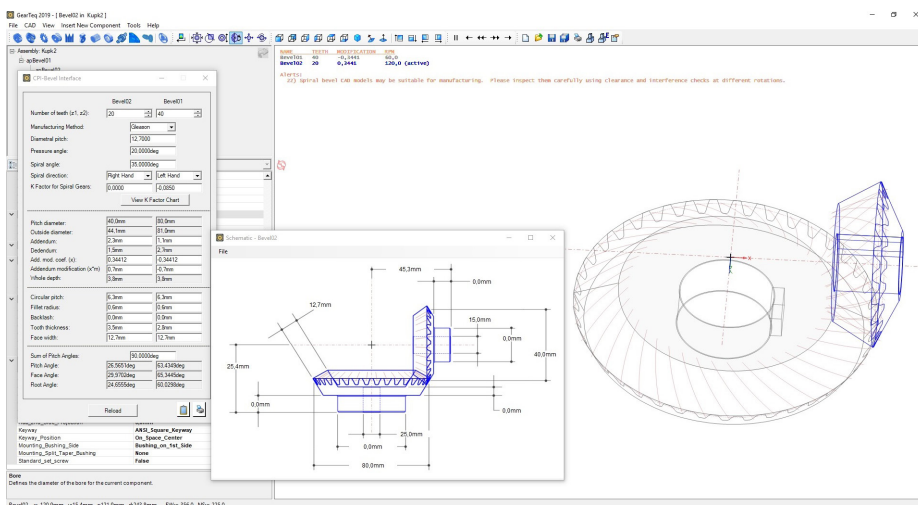 GearTeq 2019 - [ Bevel02 in Kupk2 ]
File CAD View Insert New Component Tools Help
Assembly: Kupk2
apBevel01
NAME TEETH MODIFICATION RPM
Bevel01 40 -0,3441 60,0
Bevel02 20 0,3441 120,0 (active)
Alerts:
22) Spiral Bevel CAD models may be suitable for manufacturing. Please inspect them carefully using clearance and interference checks at different rotations.
CPI-Bevel Interface
Bevel02 Bevel01
Number of teeth (z1, z2): 20 40
Manufacturing Method: Gleason
Diametral pitch: 12,7000
Pressure angle: 20,0000deg
Spiral angle: 35,0000deg
Spiral direction: Right Hand Left Hand
K Factor for Spiral Gears: 0,0000 -0,0850
View K Factor Chart
Pitch diameter: 40,0mm 80,0mm
Outside diameter: 44,1mm 81,0mm
Addendum: 2,3mm 1,1mm
Dedendum: 1,5mm 2,7mm
Add. mod. coef. (x): 0,34412 -0,34412
Addendum modification (x*m) 0,7mm -0,7mm
Whole depth: 3,8mm 3,8mm
Circular pitch: 6,3mm 6,3mm
Fillet radius: 0,6mm 0,6mm
Backlash: 0,0mm 0,0mm
Tooth thickness: 3,5mm 2,8mm
Face width: 12,7mm 12,7mm
Sum of Pitch Angles: 90,0000deg
Pitch Angle: 26,5651deg 63,4349deg
Face Angle: 29,9702deg 65,3445deg
Root Angle: 24,6555deg 60,0298deg
Reload
Schematic - Bevel02
File
45,3mm
0,0mm
12,7mm
15,0mm
0,0mm
40,0mm
25,4mm
0,0mm
0,0mm
25,0mm
0,0mm
80,0mm
x
Keyway ANSI_Square_Keyway
Keyway_Position On_Space_Center
Mounting_Bushing_Side Bushing_on_1st_Side
Mounting_Split_Taper_Bushing None
Standard_set_screw False
Bore
Defines the diameter of the bore for the current component.